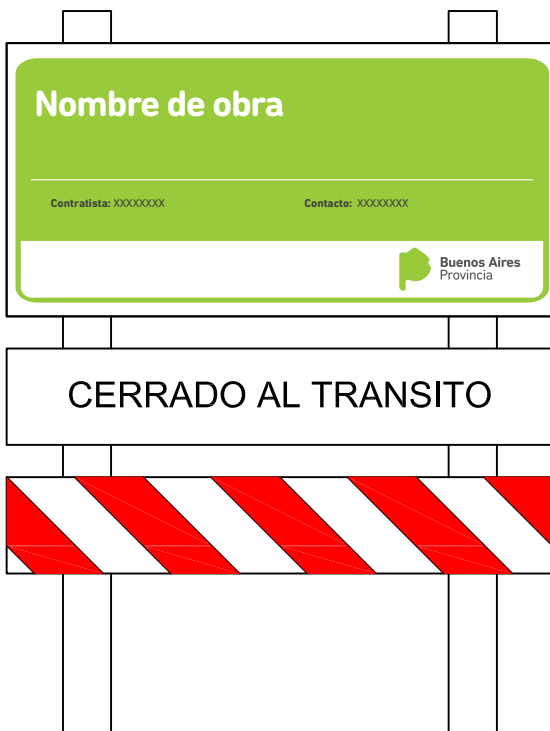 Nombre de obra
Contratista: XXXXXXXX Contacto: XXXXXXXX
Buenos Aires
Provincia
CERRADO AL TRANSITO